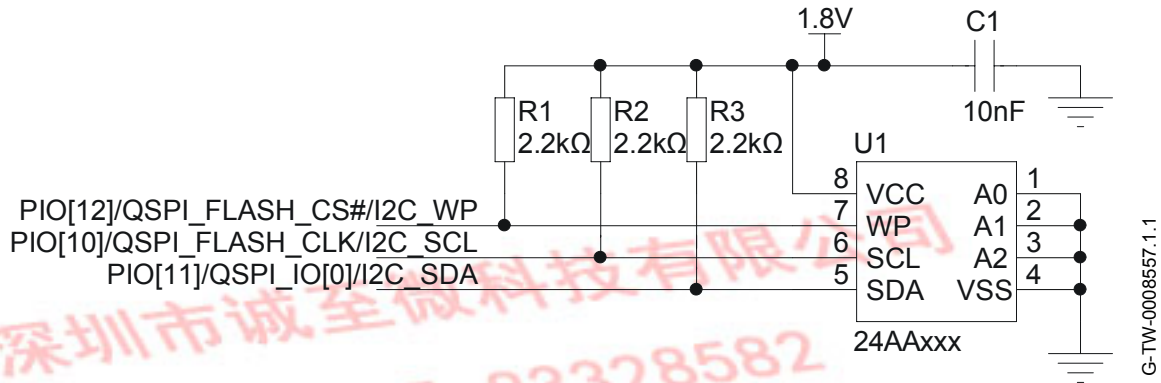 1.8V
C1
10nF
R1
2.2kΩ
R2
2.2kΩ
R3
2.2kΩ
U1
PIO[12]/QSPI_FLASH_CS#/I2C_WP
PIO[10]/QSPI_FLASH_CLK/I2C_SCL
PIO[11]/QSPI_IO[0]/I2C_SDA
8 VCC A0 1
7 WP A1 2
6 SCL A2 3
5 SDA VSS 4
24AAxxx
G-TW-0008557.1.1
深圳市诚至微科技有限公司
83328582